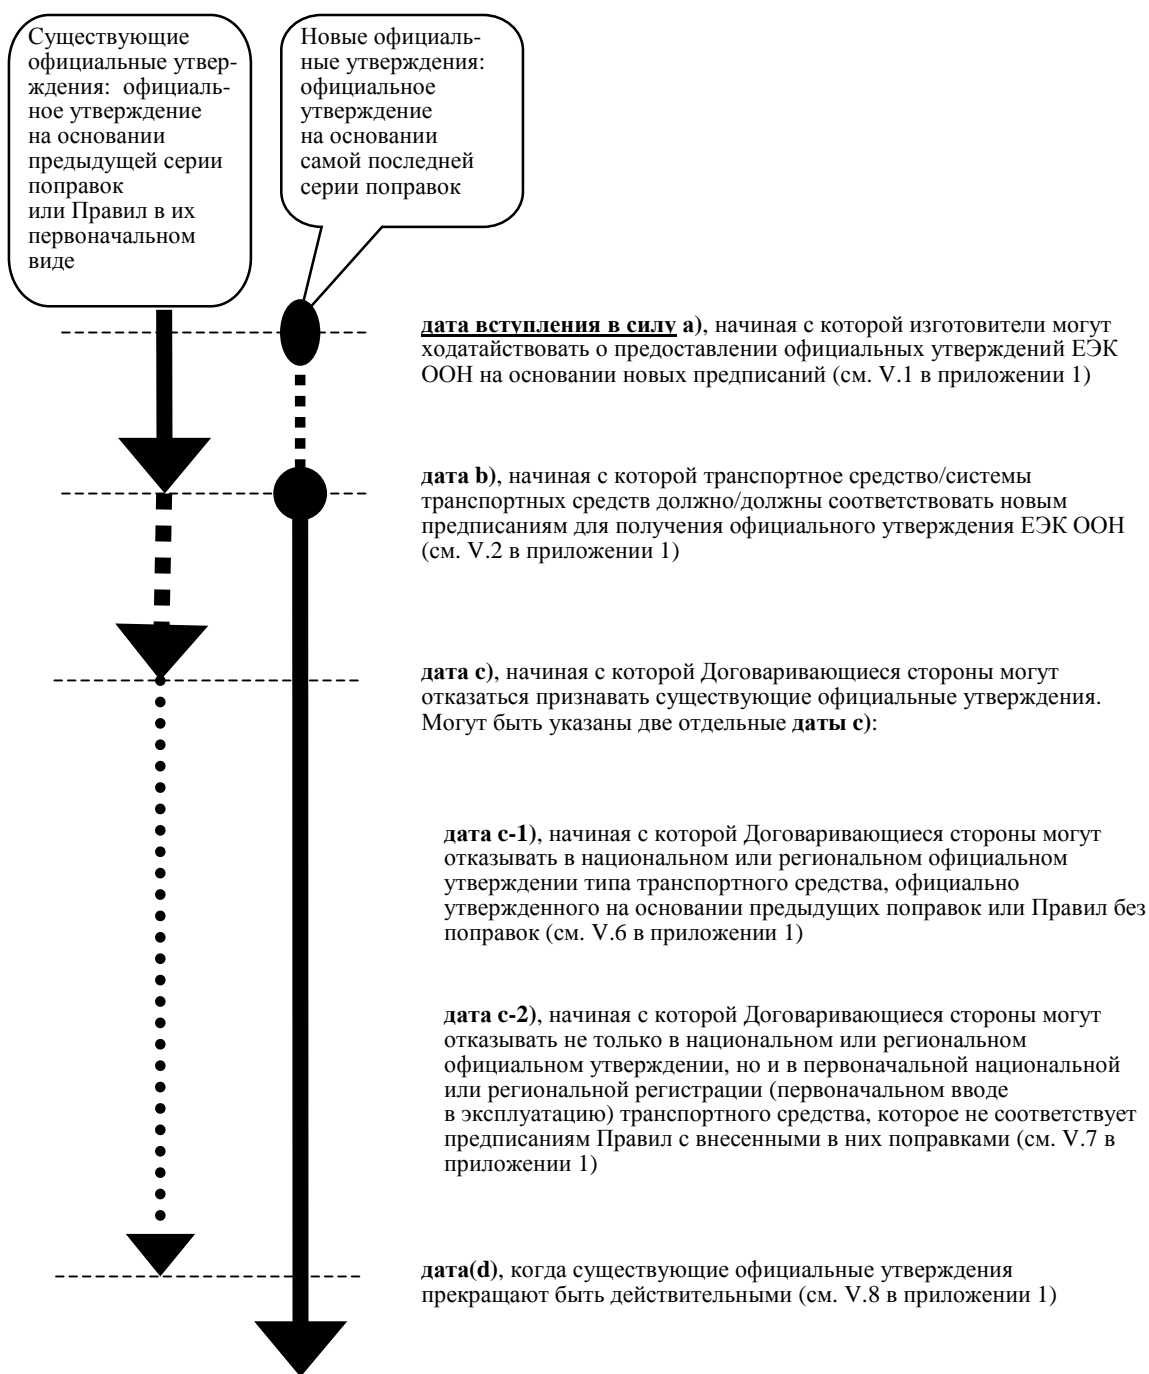 Существующие
официальные утвер-
ждения: официаль-
ное утверждение
на основании
предыдущей серии
поправок
или Правил в их
первоначальном
виде
Новые официаль-
ные утверждения:
официальное
утверждение
на основании
самой последней
серии поправок
дата вступления в силу a), начиная с которой изготовители могут
ходатайствовать о предоставлении официальных утверждений ЕЭК
ООН на основании новых предписаний (см. V.1 в приложении 1)
дата b), начиная с которой транспортное средство/системы
транспортных средств должно/должны соответствовать новым
предписаниям для получения официального утверждения ЕЭК ООН
(см. V.2 в приложении 1)
дата c), начиная с которой Договаривающиеся стороны могут
отказаться признавать существующие официальные утверждения.
Могут быть указаны две отдельные даты c):
дата c-1), начиная с которой Договаривающиеся стороны могут
отказывать в национальном или региональном официальном
утверждении типа транспортного средства, официально
утвержденного на основании предыдущих поправок или Правил без
поправок (см. V.6 в приложении 1)
дата c-2), начиная с которой Договаривающиеся стороны могут
отказывать не только в национальном или региональном
официальном утверждении, но и в первоначальной национальной
или региональной регистрации (первоначальном вводе
в эксплуатацию) транспортного средства, которое не соответствует
предписаниям Правил с внесенными в них поправками (см. V.7 в
приложении 1)
дата(d), когда существующие официальные утверждения
прекращают быть действительными (см. V.8 в приложении 1)